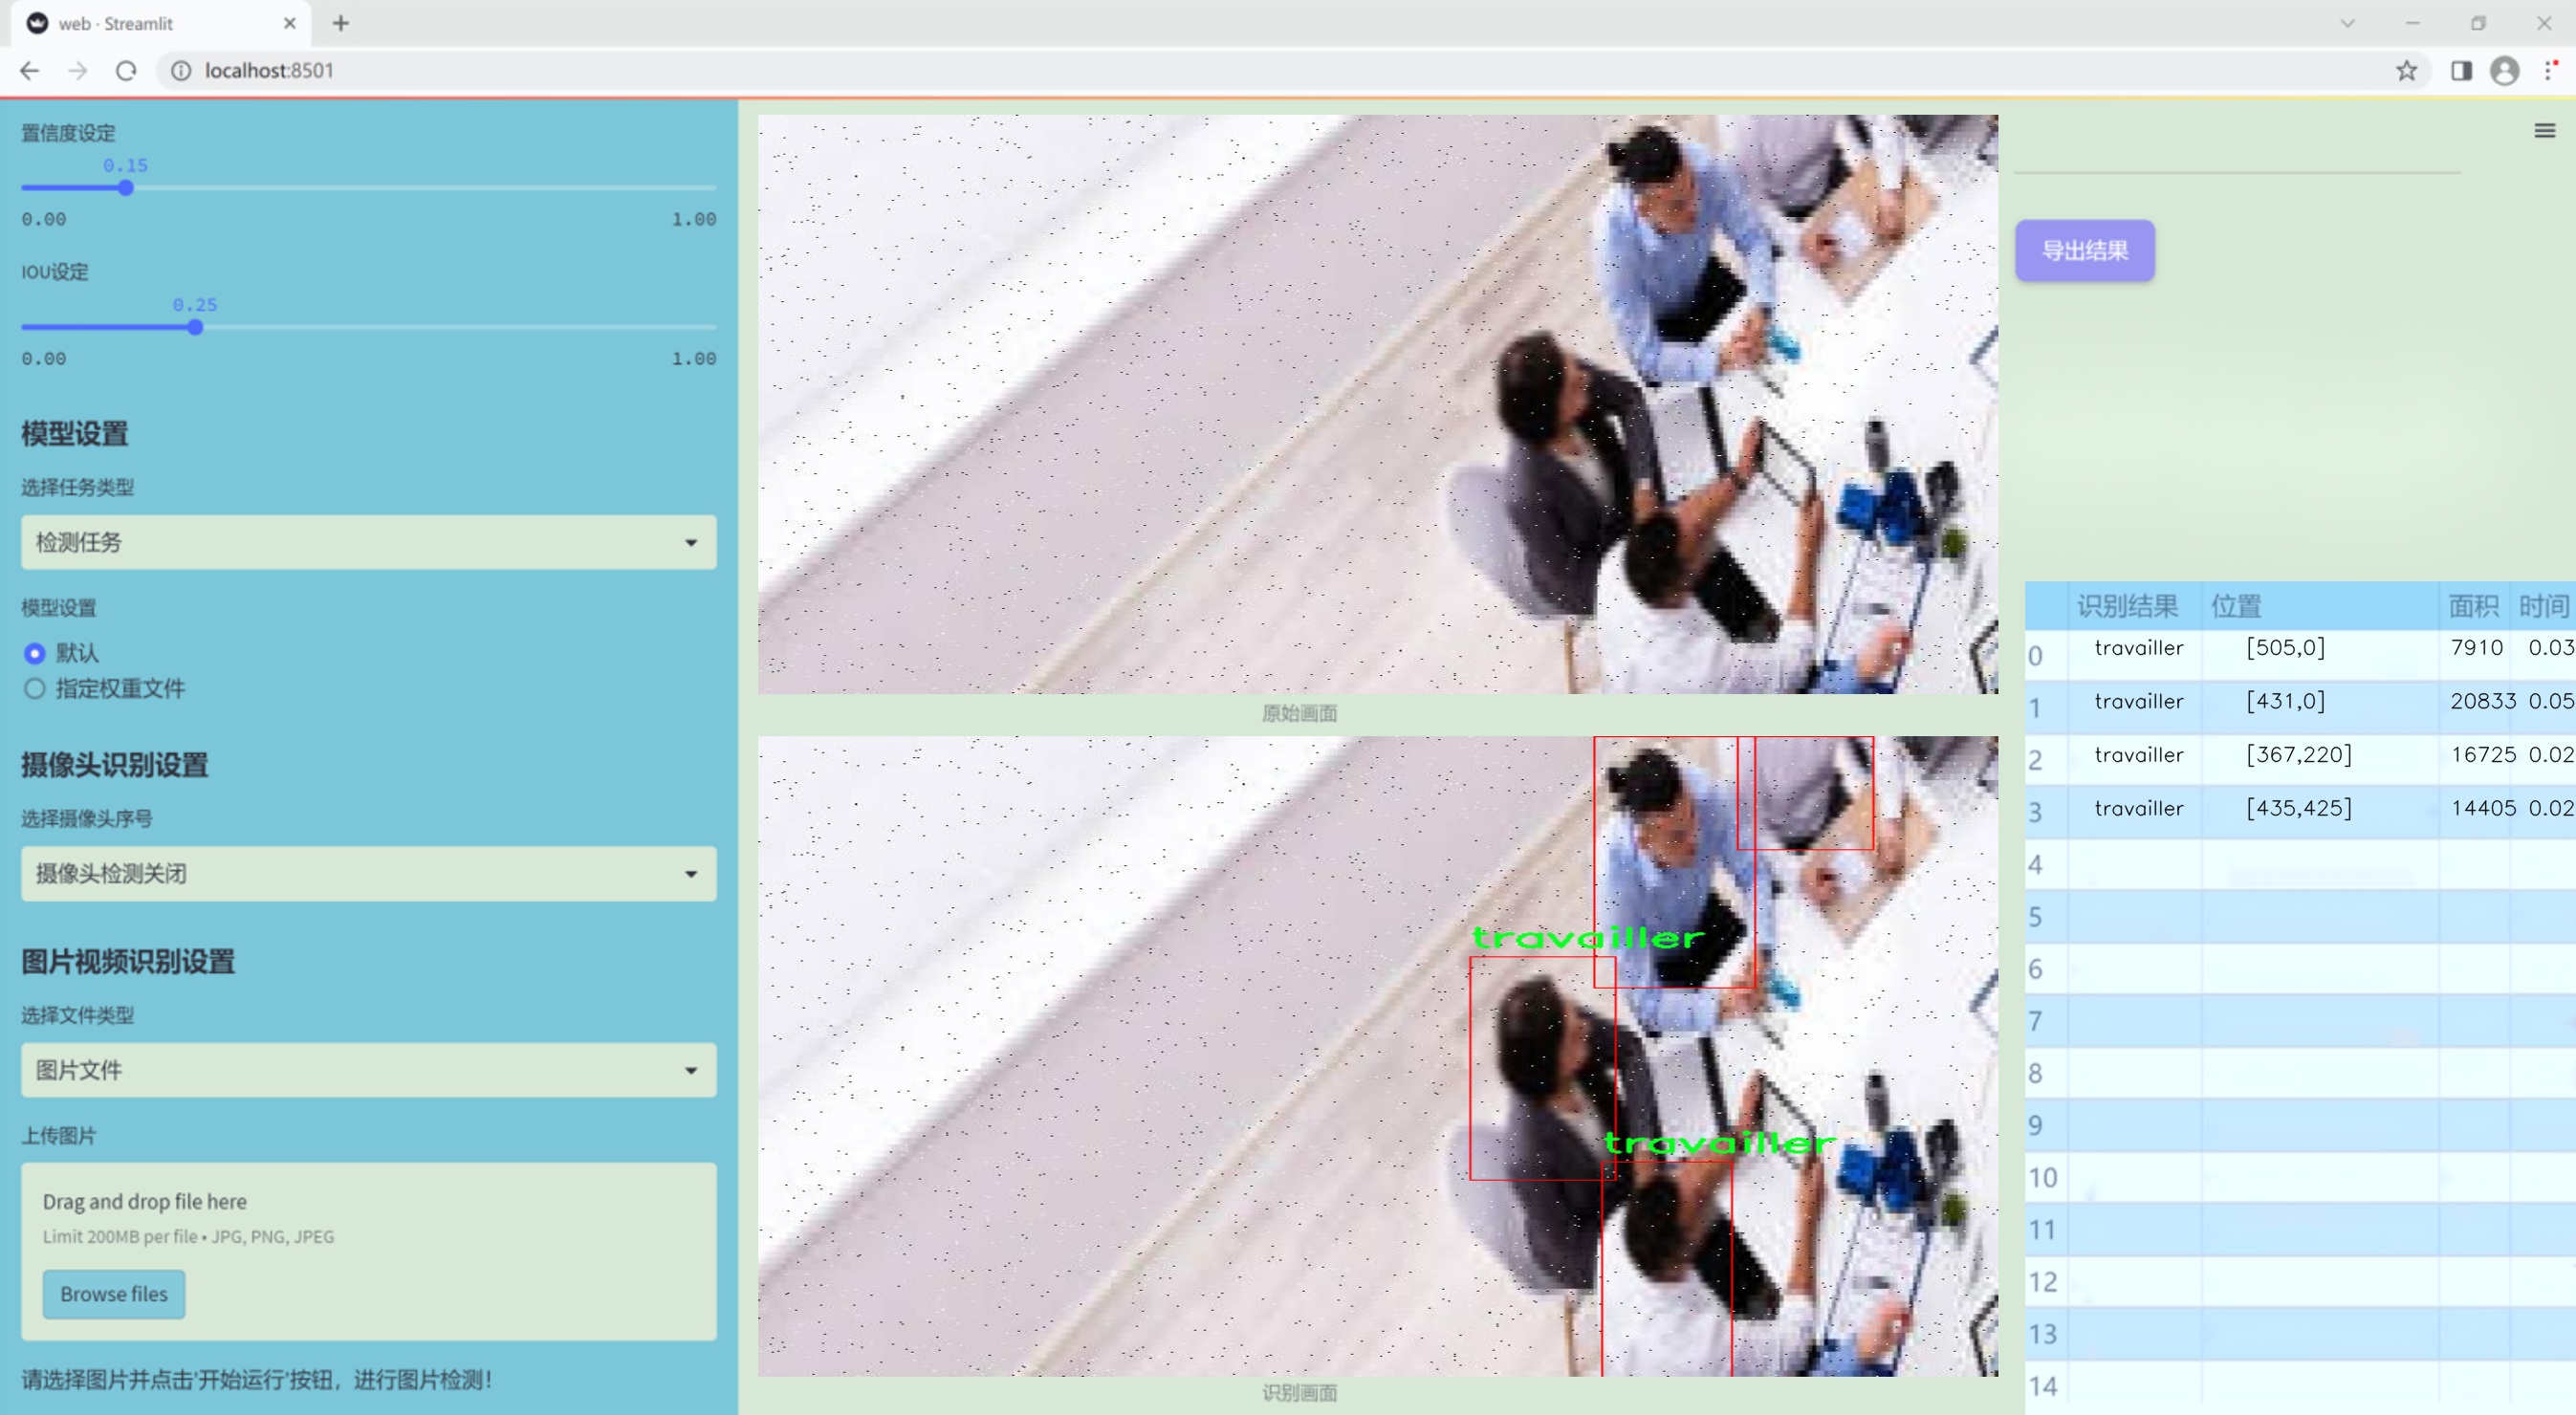 web · Streamlit
localhost:8501
置信度设定
0.15
0.00 1.00
IOU设定
0.25
0.00 1.00
模型设置
选择任务类型
检测任务
模型设置
默认
指定权重文件
摄像头识别设置
选择摄像头序号
摄像头检测关闭
图片视频识别设置
选择文件类型
图片文件
上传图片
Drag and drop file here
Limit 200MB per file • JPG, PNG, JPEG
Browse files
请选择图片并点击'开始运行'按钮，进行图片检测！
原始画面
travailler
travailler
识别画面
导出结果
识别结果 位置 面积 时间
0 travailler [505,0] 7910 0.03
1 travailler [431,0] 20833 0.05
2 travailler [367,220] 16725 0.02
3 travailler [435,425] 14405 0.02
4
5
6
7
8
9
10
11
12
13
14